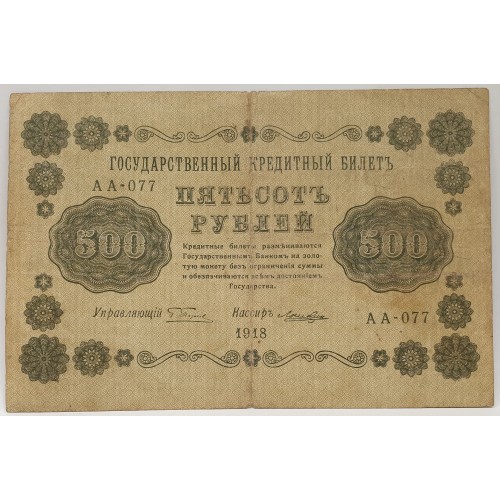 ГОСУДАРСТВЕННЫЙ КРЕДИТНЫЙ БИЛЕТЪ
АА-077
ПЯТЬСОТЪ
РУБЛЕЙ
500
500
Кредитные билеты размѣниваются
Государственнымъ Банкомъ на золо-
тую монету безъ ограниченія суммы
и обезпечиваются всѣмъ достояніемъ
Государства.
Управляющій
Кассиръ
1918
АА-077